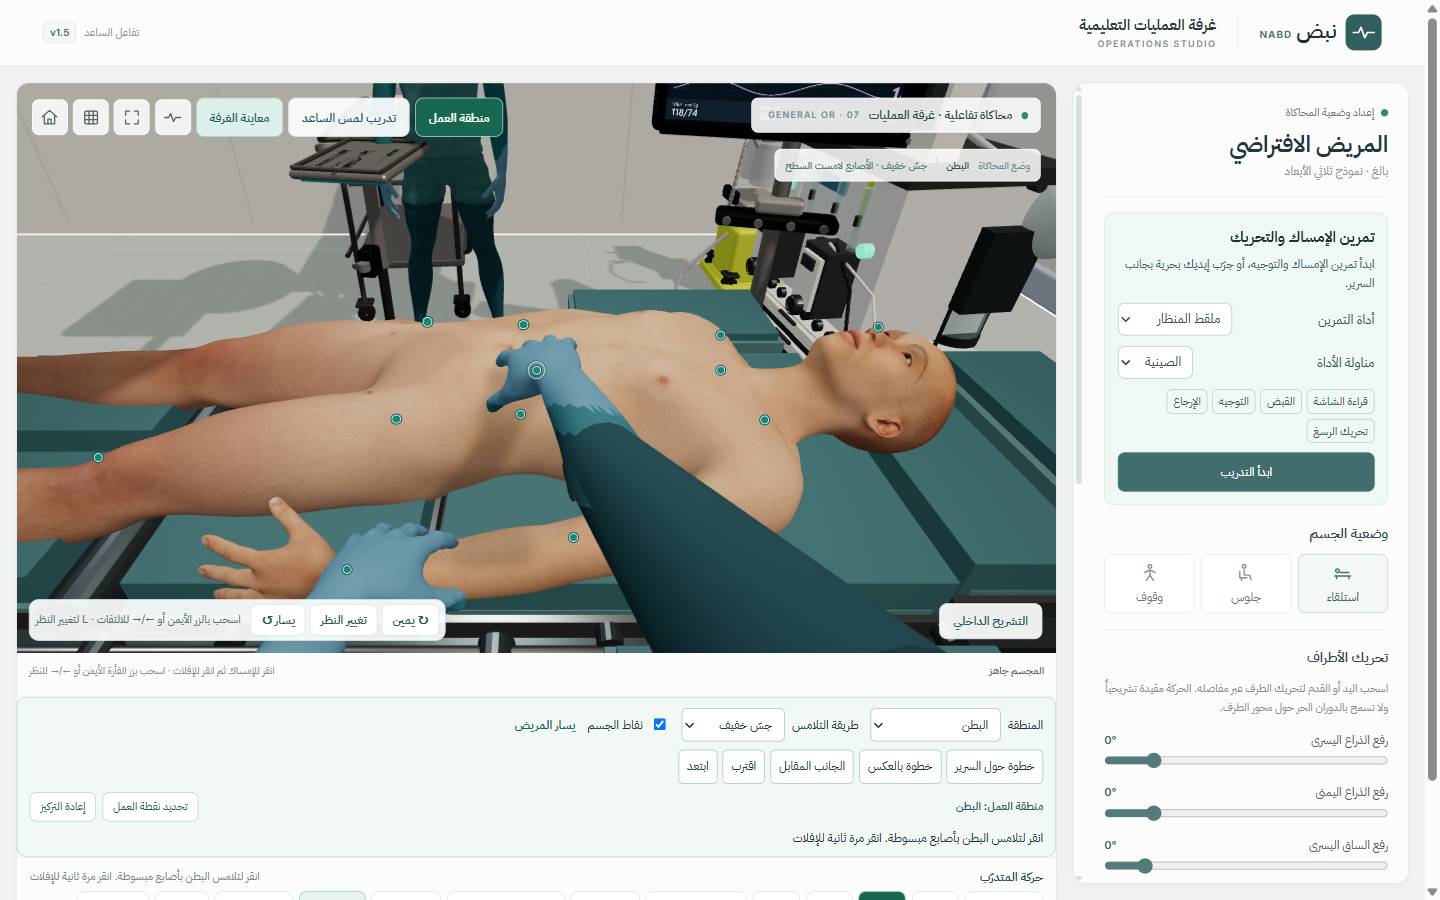 نبض NABD
غرفة العمليات التعليمية
OPERATIONS STUDIO
تفاعل الساعد v1.5
إعداد وضعية المحاكاة
المريض الافتراضي
بالغ · نموذج ثلاثي الأبعاد
تمرين الإمساك والتحريك
ابدأ تمرين الإمساك والتوجيه، أو جرّب إيديك بحرية بجانب
السرير.
أداة التمرين ملقط المنظار
مناولة الأداة الصينية
قراءة الشاشة القبض التوجيه الإرجاع
تحريك الرسغ
ابدأ التدريب
وضعية الجسم
استلقاء جلوس وقوف
تحريك الأطراف
اسحب اليد أو القدم لتحريك الطرف عبر مفاصله. الحركة مقيدة تشريحياً
ولا تسمح بالدوران الحر حول محور الطرف.
رفع الذراع اليسرى 0°
رفع الذراع اليمنى 0°
رفع الساق اليسرى 0°
محاكاة تفاعلية · غرفة العمليات GENERAL OR · 07
وضع المحاكاة البطن جسّ خفيف · الأصابع لامست السطح
منطقة العمل تدريب لمس الساعد معاينة الغرفة
118/74
التشريح الداخلي
↻ يمين تغيير النظر يسار ↺ اسحب بالزر الأيمن أو ←/→ للالتفات · L لتغيير النظر
المجسم جاهز
انقر للإمساك ثم انقر للإفلات · اسحب بزر الفأرة الأيمن أو ←/→ للنظر
المنطقة البطن طريقة التلامس جسّ خفيف نقاط الجسم يسار المريض
خطوة حول السرير خطوة بالعكس الجانب المقابل اقترب ابتعد
منطقة العمل: البطن
تحديد نقطة العمل إعادة التركيز
انقر لتلامس البطن بأصابع مبسوطة. انقر مرة ثانية للإفلات
حركة المتدرّب
انقر لتلامس البطن بأصابع مبسوطة. انقر مرة ثانية للإفلات